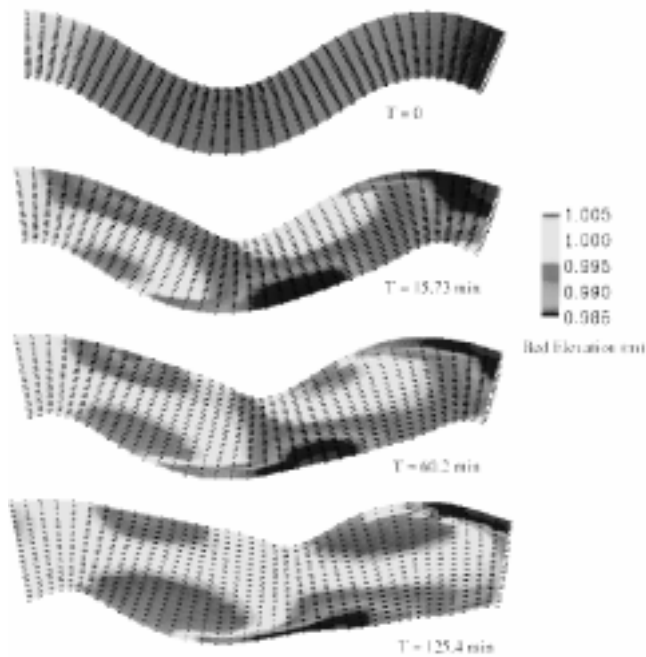 T = 0
1.005
1.000
0.995
0.990
0.985
T = 15.73 min
Bed Elevation (m)
T = 60.2 min
T = 125.4 min